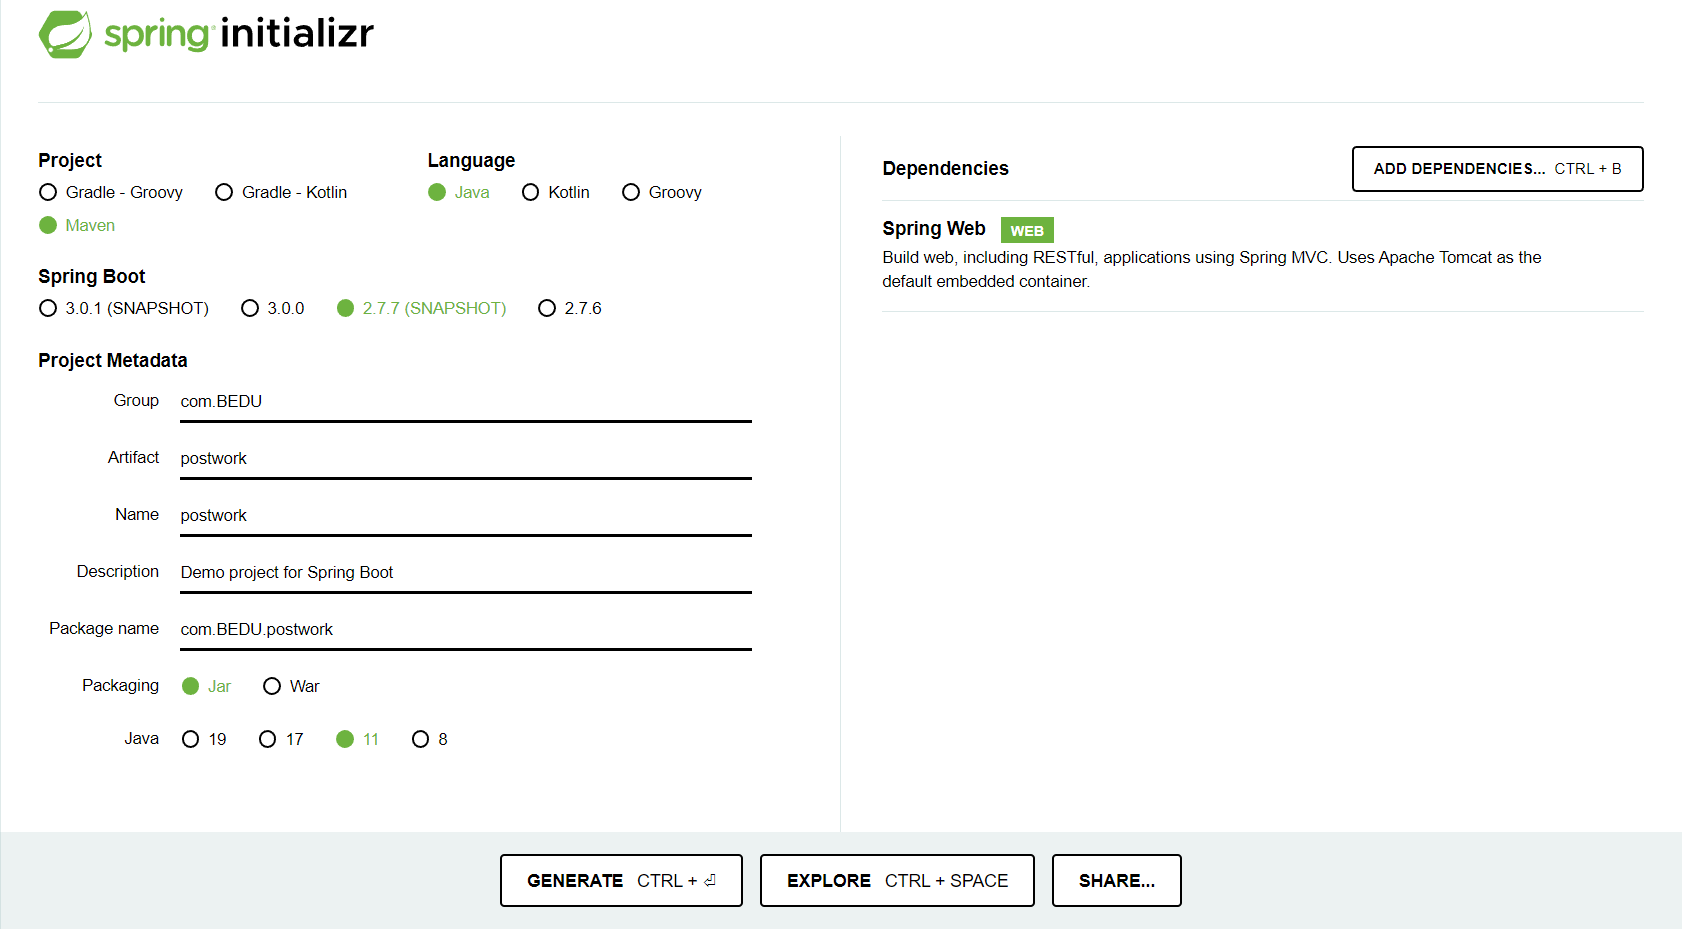 spring initializr
Project
Gradle - Groovy Gradle - Kotlin
Maven
Language
Java Kotlin Groovy
Spring Boot
3.0.1 (SNAPSHOT) 3.0.0 2.7.7 (SNAPSHOT) 2.7.6
Project Metadata
Group com.BEDU
Artifact postwork
Name postwork
Description Demo project for Spring Boot
Package name com.BEDU.postwork
Packaging Jar War
Java 19 17 11 8
Dependencies
ADD DEPENDENCIES... CTRL + B
Spring Web WEB
Build web, including RESTful, applications using Spring MVC. Uses Apache Tomcat as the
default embedded container.
GENERATE CTRL + ⏎
EXPLORE CTRL + SPACE
SHARE...